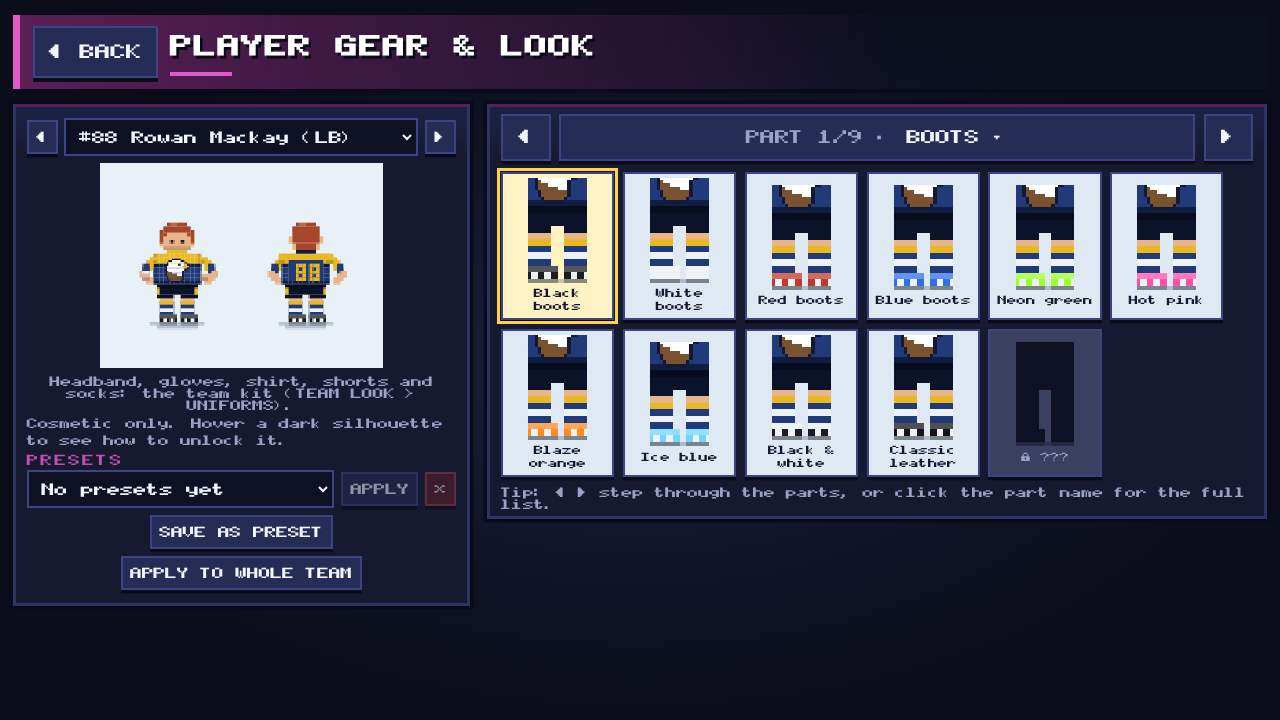 BACK
PLAYER GEAR & LOOK
#88 Rowan Mackay (LB)
Headband, gloves, shirt, shorts and
socks: the team kit (TEAM LOOK >
UNIFORMS).
Cosmetic only. Hover a dark silhouette
to see how to unlock it.
PRESETS
No presets yet
APPLY
×
SAVE AS PRESET
APPLY TO WHOLE TEAM
PART 1/9 · BOOTS
Black
boots
White
boots
Red boots
Blue boots
Neon green
Hot pink
Blaze
orange
Ice blue
Black &
white
Classic
leather
???
Tip: ◀ ▶ step through the parts, or click the part name for the full
list.